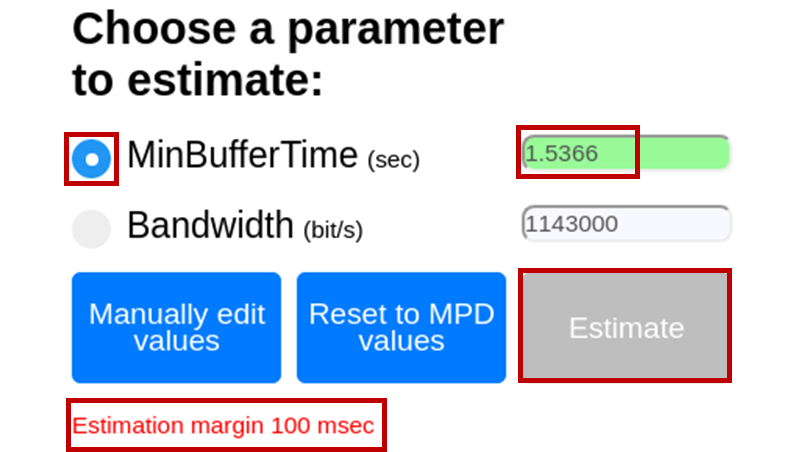 Choose a parameter
to estimate:
MinBufferTime (sec) 1.5366
Bandwidth (bit/s) 1143000
Manually edit
values
Reset to MPD
values
Estimate
Estimation margin 100 msec